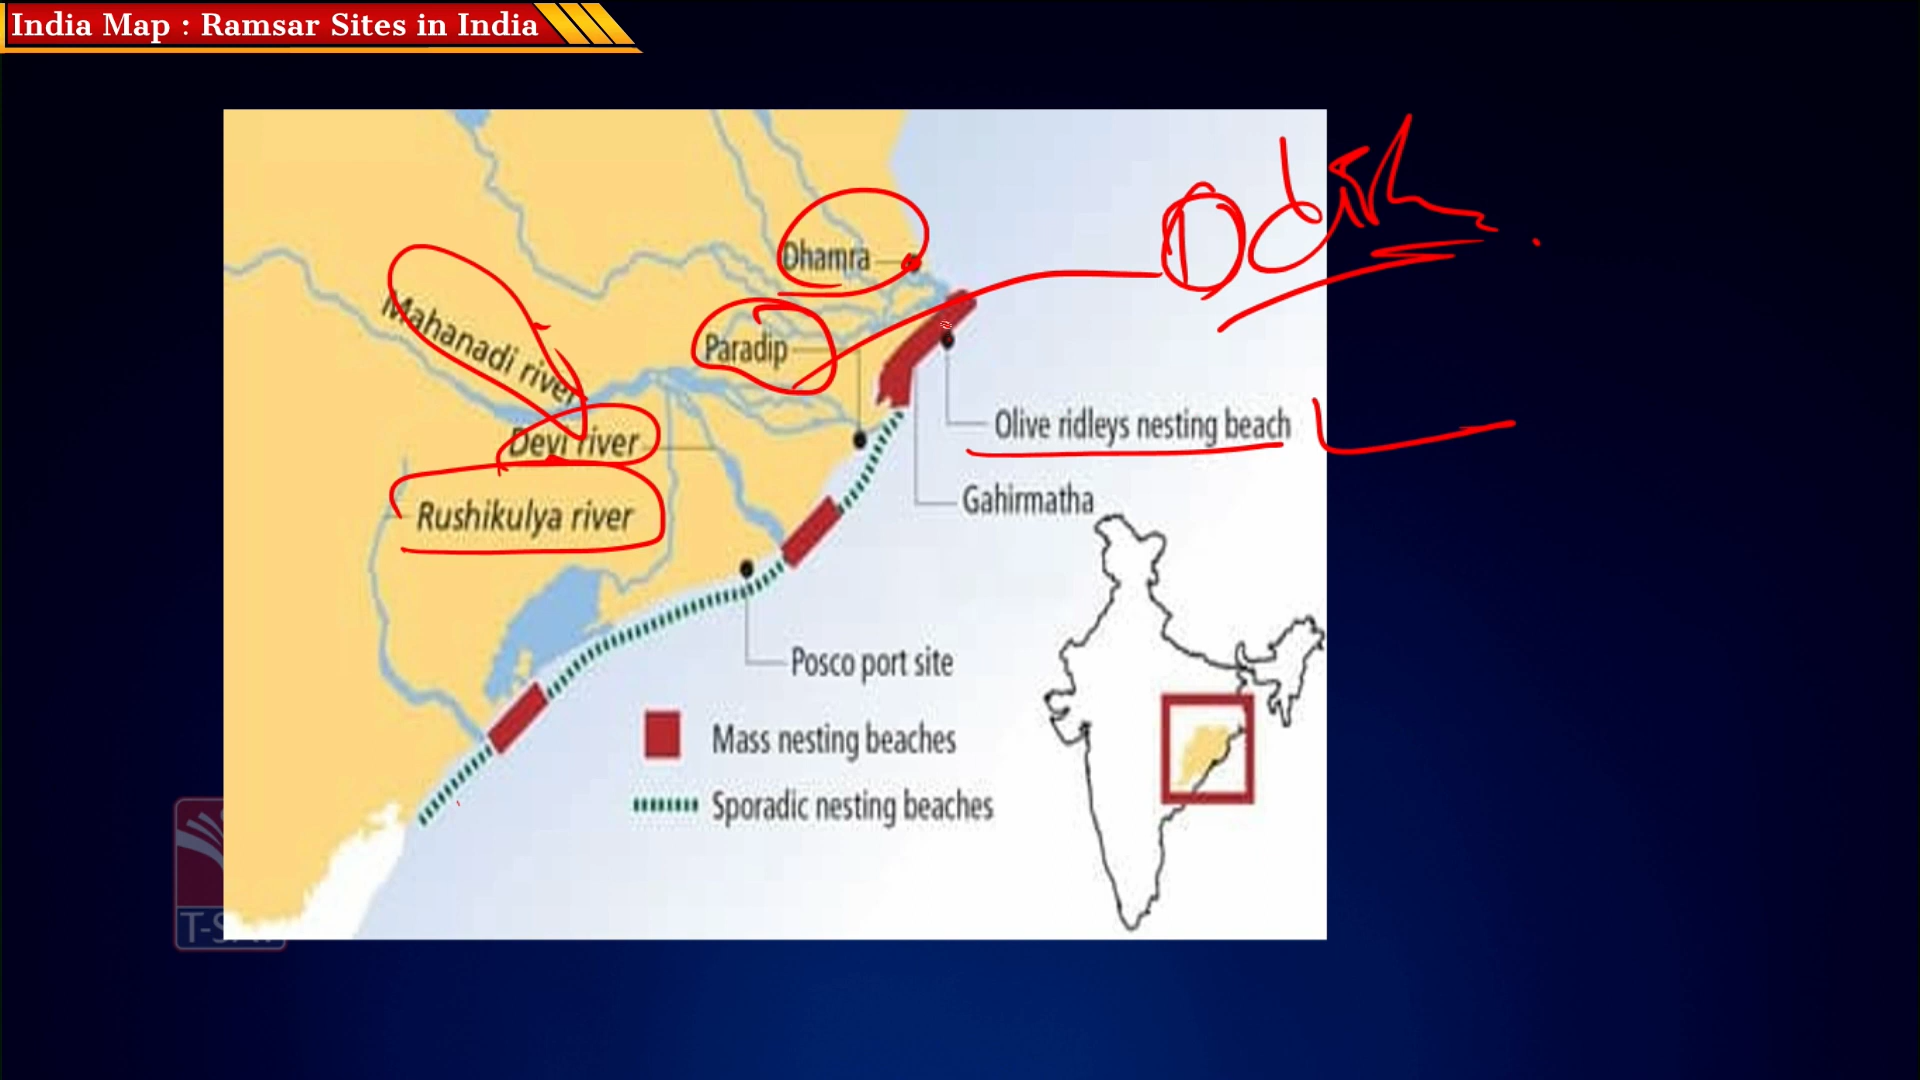 India Map : Ramsar Sites in India
Dhamra
Mahanadi river
Paradip
Olive ridleys nesting beach
Devi river
Gahirmatha
Rushikulya river
Posco port site
Mass nesting beaches
Sporadic nesting beaches